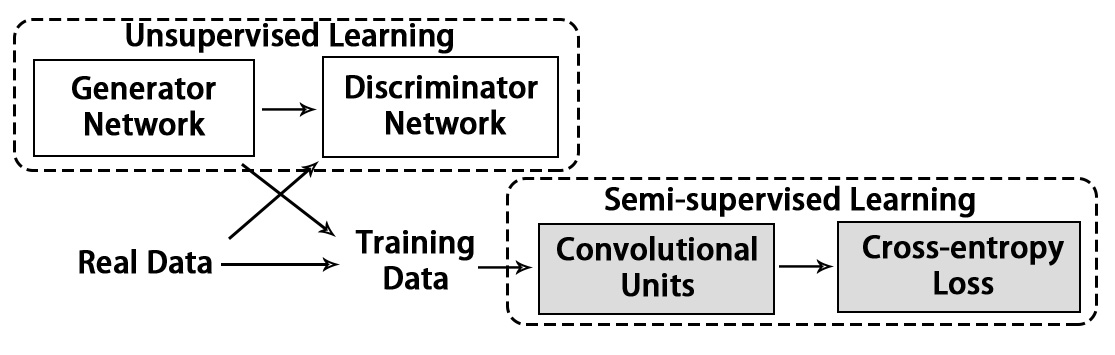 Unsupervised Learning
Generator
Network
Discriminator
Network
Semi-supervised Learning
Real Data
Training
Data
Convolutional
Units
Cross-entropy
Loss